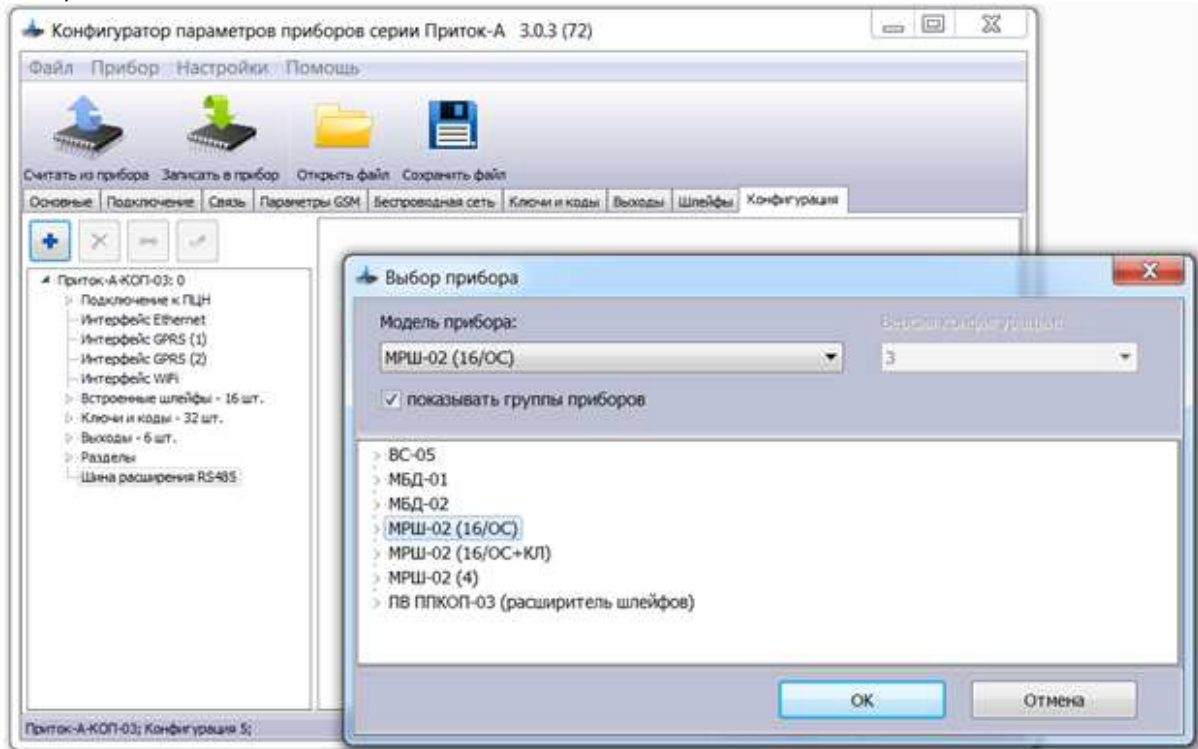 Конфигуратор параметров приборов серии Приток-А 3.0.3 (72)
Файл Прибор Настройки Помощь
Считать из прибора Записать в прибор Открыть файл Сохранить файл
Основные Подключение Связь Параметры GSM Беспроводная сеть Ключи и коды Выходы Шлейфы Конфигурация
Приток-А-КОП-03: 0
Подключение к ПЦН
Интерфейс Ethernet
Интерфейс GPRS (1)
Интерфейс GPRS (2)
Интерфейс WiFi
Встроенные шлейфы - 16 шт.
Ключи и коды - 32 шт.
Выходы - 6 шт.
Разделы
Шина расширения RS485
Приток-А-КОП-03; Конфигурация 5;
Выбор прибора
Модель прибора: Версия конфигурации:
МРШ-02 (16/ОС) 3
показывать группы приборов
ВС-05
МБД-01
МБД-02
МРШ-02 (16/ОС)
МРШ-02 (16/ОС+КЛ)
МРШ-02 (4)
ПВ ППКОП-03 (расширитель шлейфов)
ОК Отмена